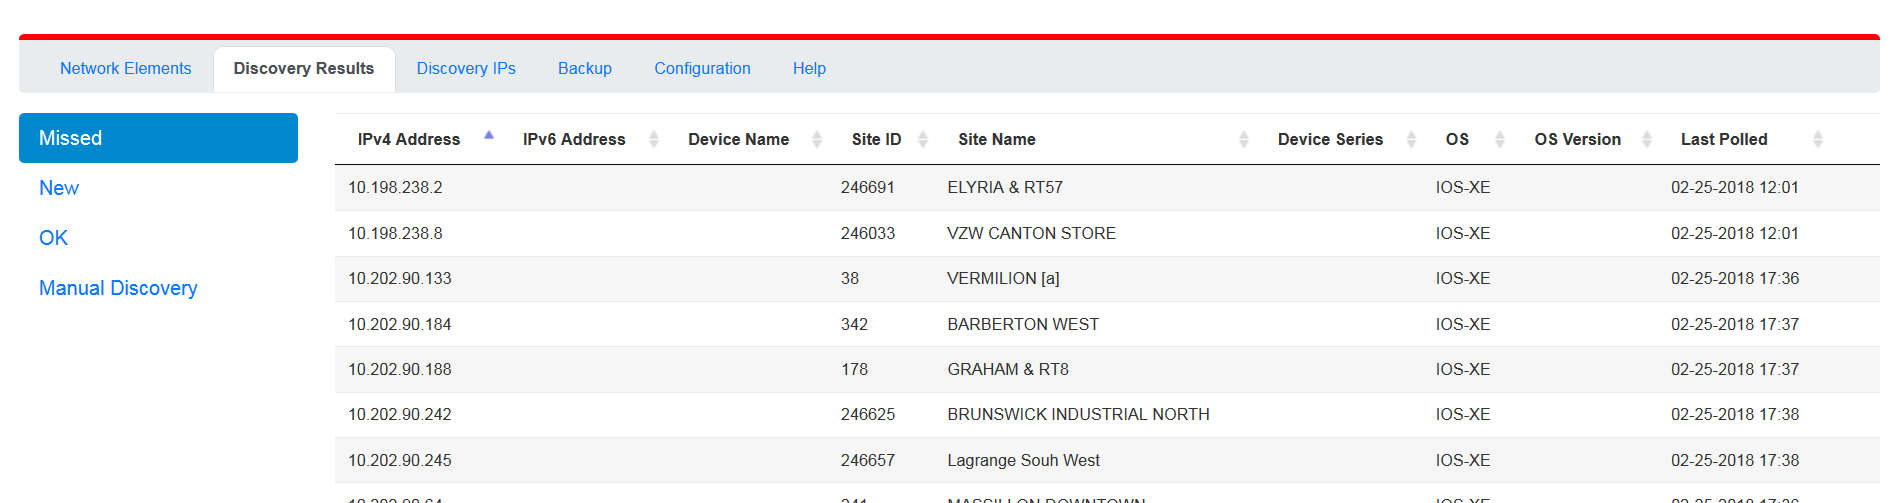 Network Elements Discovery Results Discovery IPs Backup Configuration Help
Missed
New
OK
Manual Discovery
IPv4 Address IPv6 Address Device Name Site ID Site Name Device Series OS OS Version Last Polled
10.198.238.2 246691 ELYRIA & RT57 IOS-XE 02-25-2018 12:01
10.198.238.8 246033 VZW CANTON STORE IOS-XE 02-25-2018 12:01
10.202.90.133 38 VERMILION [a] IOS-XE 02-25-2018 17:36
10.202.90.184 342 BARBERTON WEST IOS-XE 02-25-2018 17:37
10.202.90.188 178 GRAHAM & RT8 IOS-XE 02-25-2018 17:37
10.202.90.242 246625 BRUNSWICK INDUSTRIAL NORTH IOS-XE 02-25-2018 17:38
10.202.90.245 246657 Lagrange Souh West IOS-XE 02-25-2018 17:38
MASSILLON DOWNTOWN IOS-XE